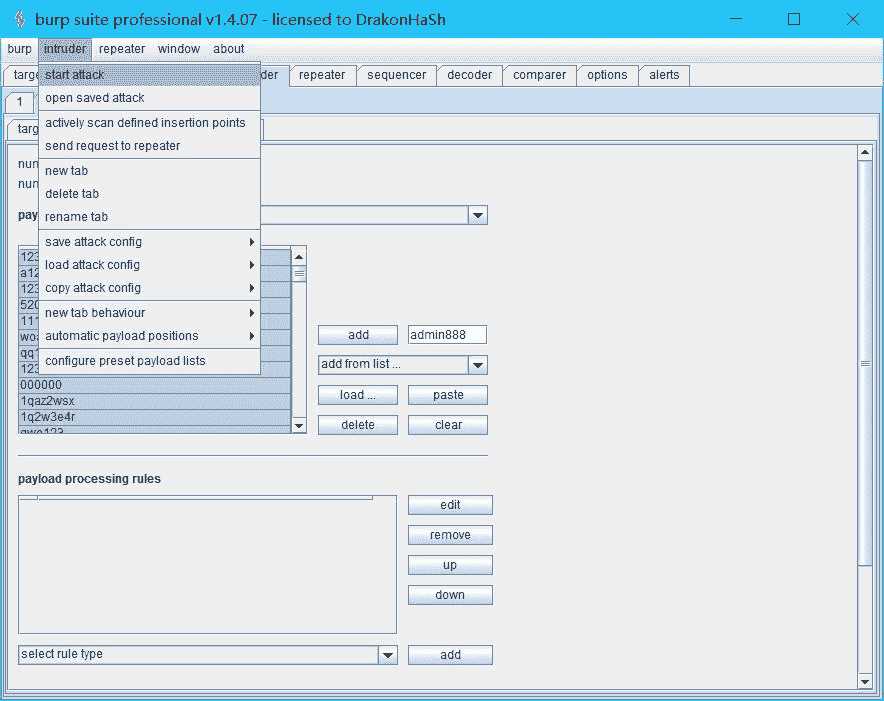 burp suite professional v1.4.07 - licensed to DrakonHaSh
burp intruder repeater window about
targe start attack der repeater sequencer decoder comparer options alerts
1 open saved attack
targ actively scan defined insertion points
send request to repeater
num
new tab
num
delete tab
pay rename tab
save attack config
123
load attack config
a12
copy attack config
123
520
new tab behaviour
111
automatic payload positions
woa
add admin888
qq1
configure preset payload lists
123
add from list ...
000000
1qaz2wsx
load ... paste
1q2w3e4r
delete clear
qwe123
payload processing rules
edit
remove
up
down
select rule type add